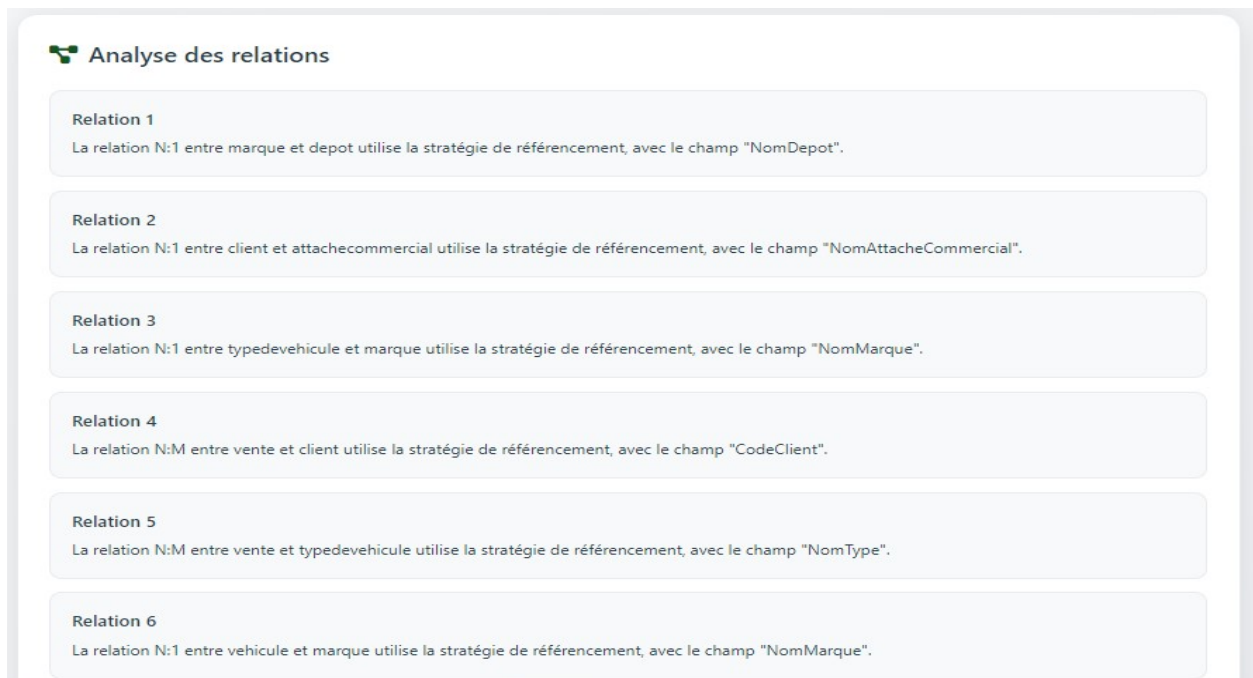 Analyse des relations
Relation 1
La relation N:1 entre marque et depot utilise la stratégie de référencement, avec le champ "NomDepot".
Relation 2
La relation N:1 entre client et attachecommercial utilise la stratégie de référencement, avec le champ "NomAttacheCommercial".
Relation 3
La relation N:1 entre typedevehicule et marque utilise la stratégie de référencement, avec le champ "NomMarque".
Relation 4
La relation N:M entre vente et client utilise la stratégie de référencement, avec le champ "CodeClient".
Relation 5
La relation N:M entre vente et typedevehicule utilise la stratégie de référencement, avec le champ "NomType".
Relation 6
La relation N:1 entre vehicule et marque utilise la stratégie de référencement, avec le champ "NomMarque".